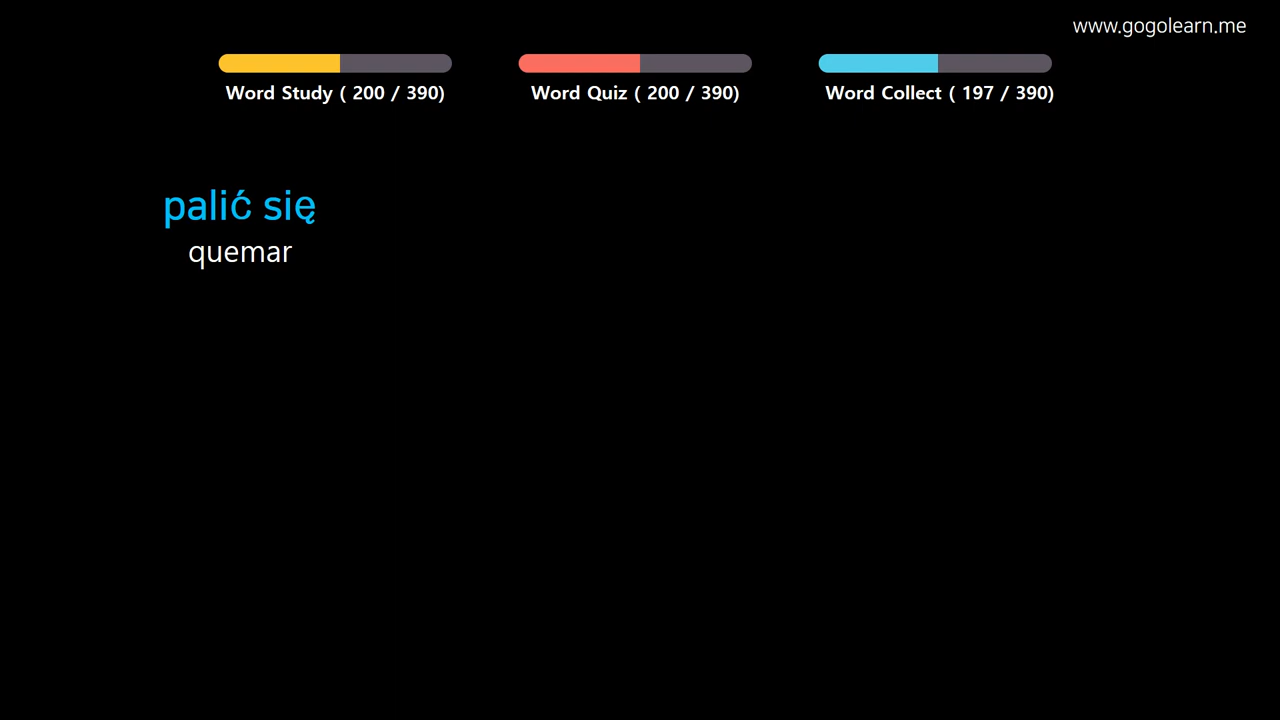 www.gogolearn.me
Word Study ( 200 / 390)
Word Quiz ( 200 / 390)
Word Collect ( 197 / 390)
palić się
quemar